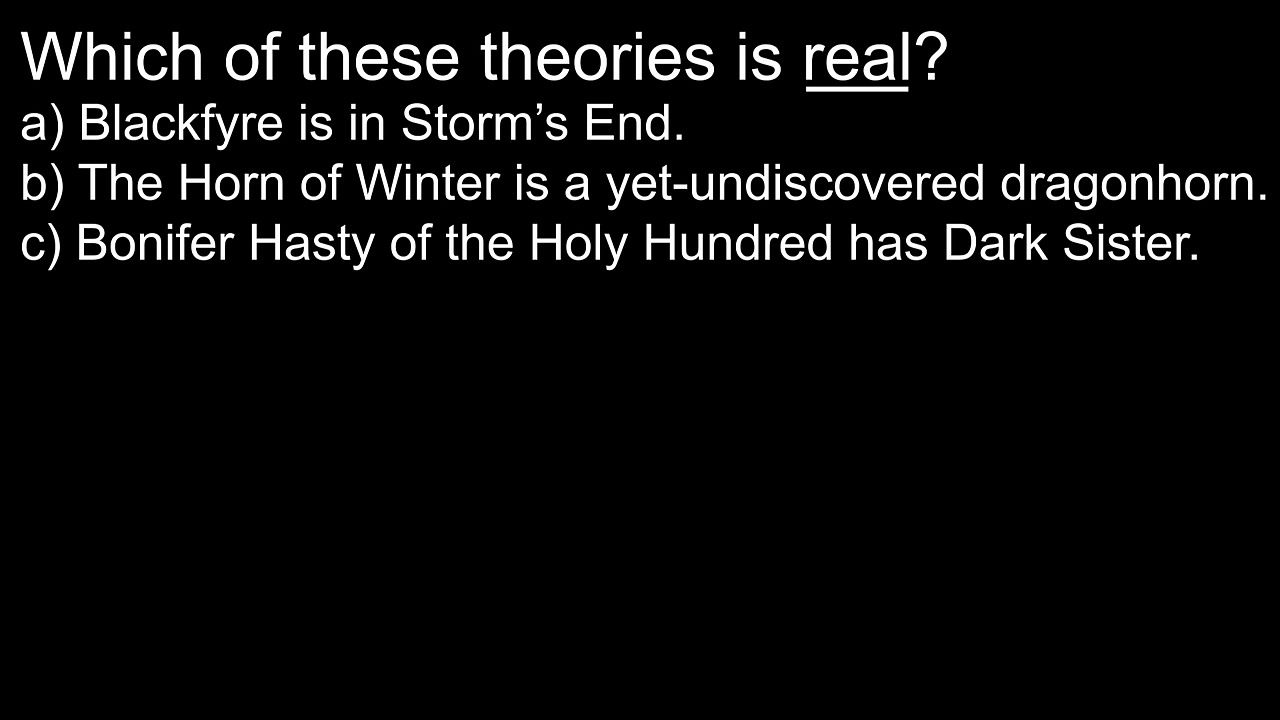 Which of these theories is real?
a) Blackfyre is in Storm’s End.
b) The Horn of Winter is a yet-undiscovered dragonhorn.
c) Bonifer Hasty of the Holy Hundred has Dark Sister.